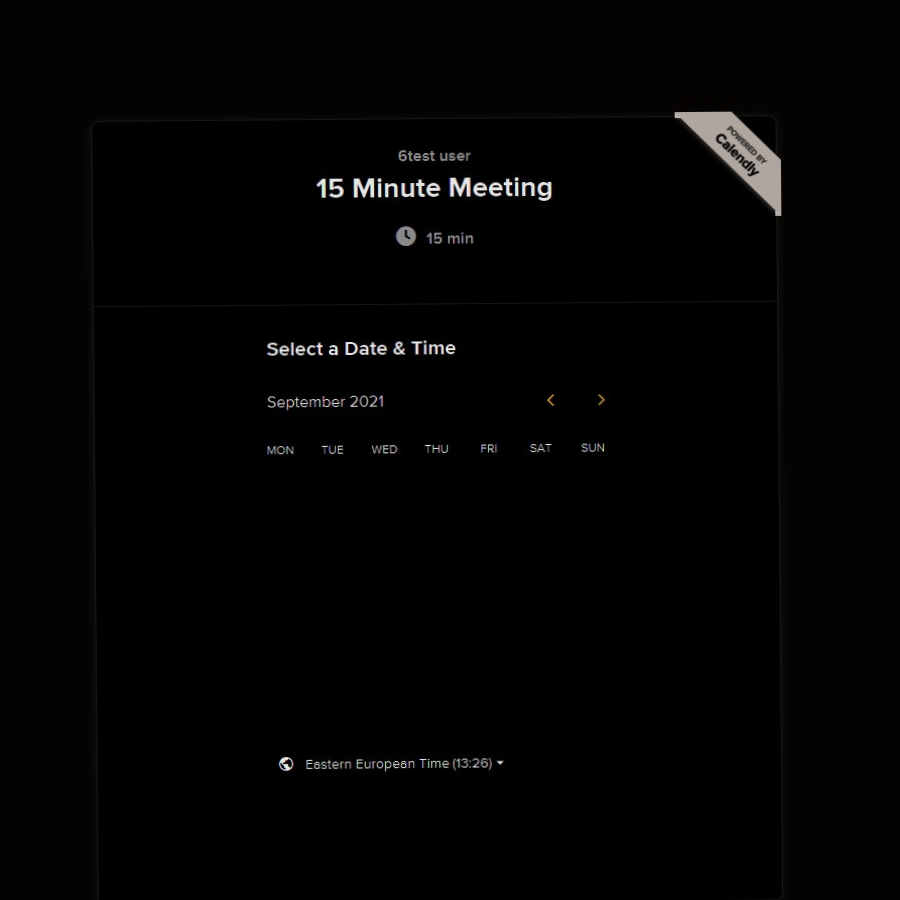 POWERED BY
Calendly
6test user
15 Minute Meeting
15 min
Select a Date & Time
September 2021
MON TUE WED THU FRI SAT SUN
Eastern European Time (13:26)